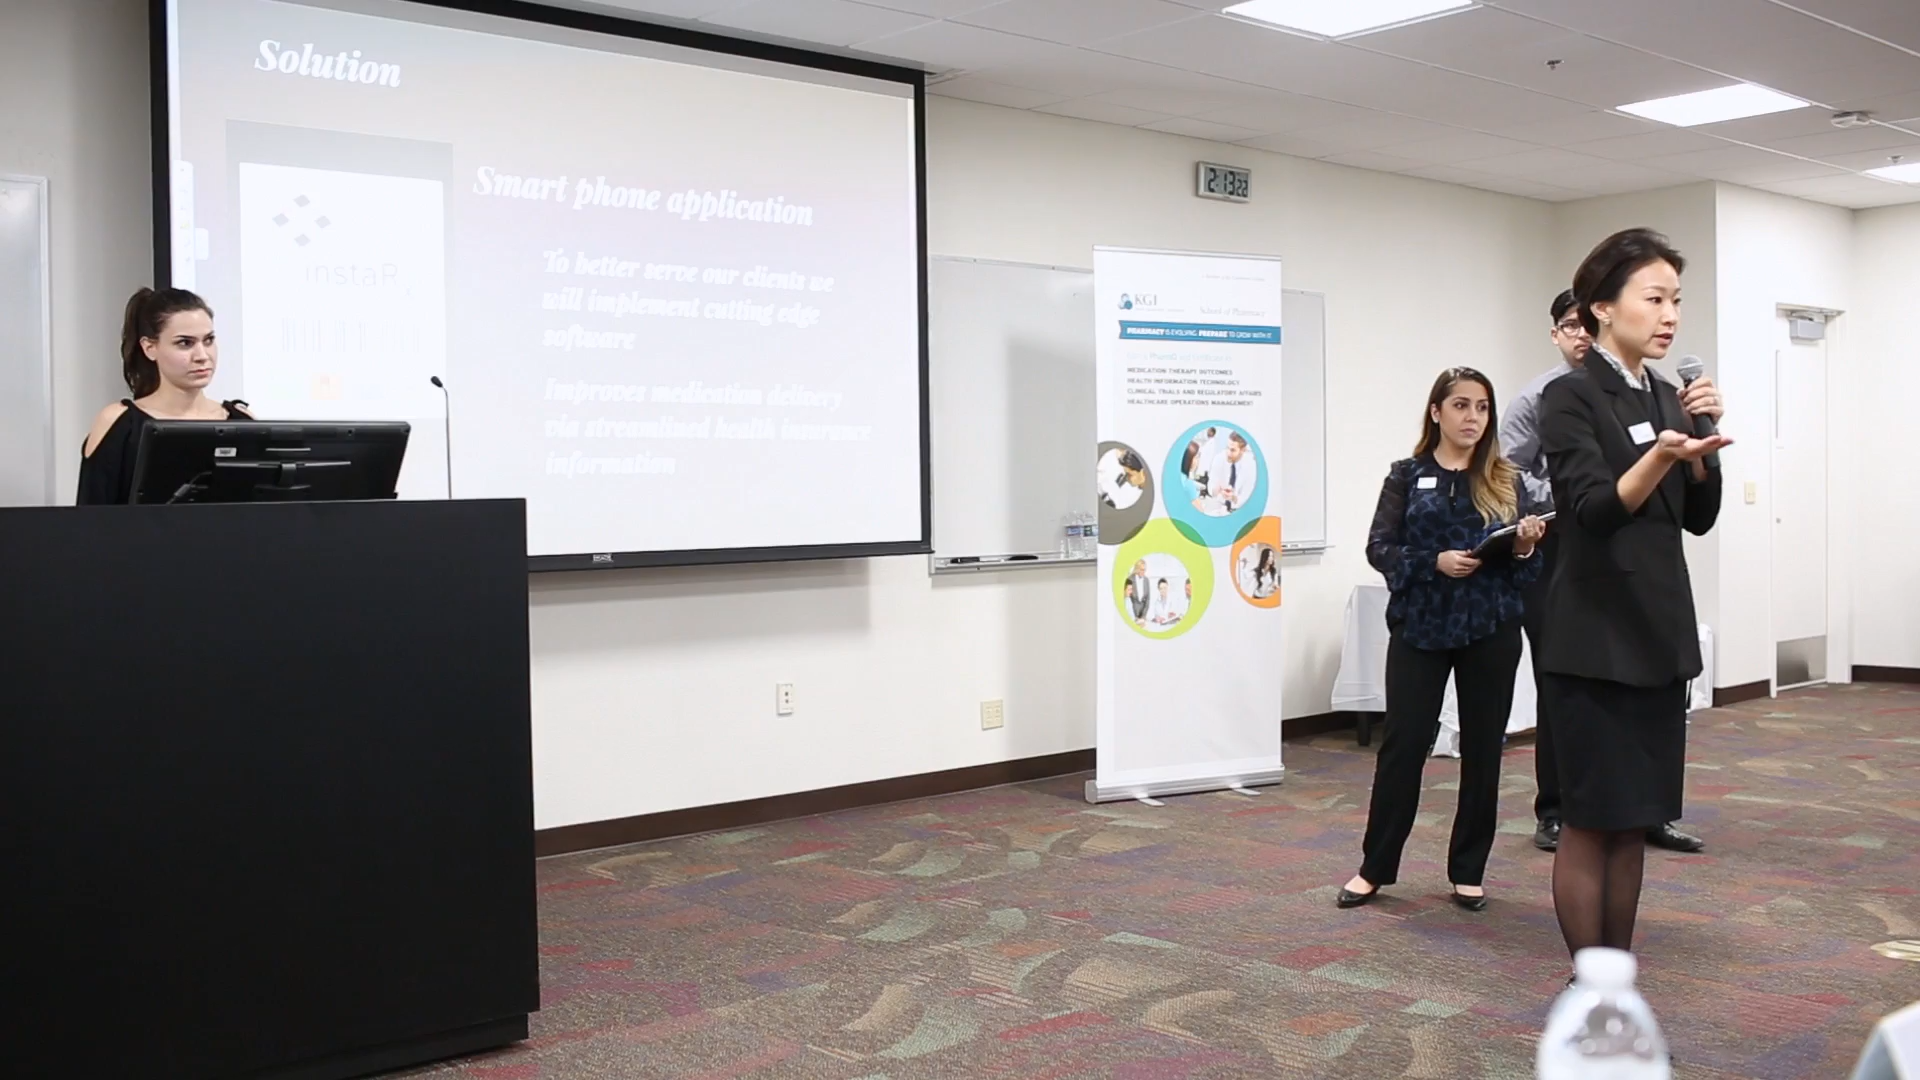 Solution
Smart phone application
instaR
To better serve our clients we
will implement cutting edge
software
Improves medication delivery
via streamlined health insurance
information
2:13 22
KGI
School of Pharmacy
PHARMACY IS EVOLVING. PREPARE TO GROW WITH IT.
MEDICATION THERAPY OUTCOMES
HEALTH INFORMATION TECHNOLOGY
CLINICAL TRIALS AND REGULATORY AFFAIRS
HEALTHCARE OPERATIONS MANAGEMENT